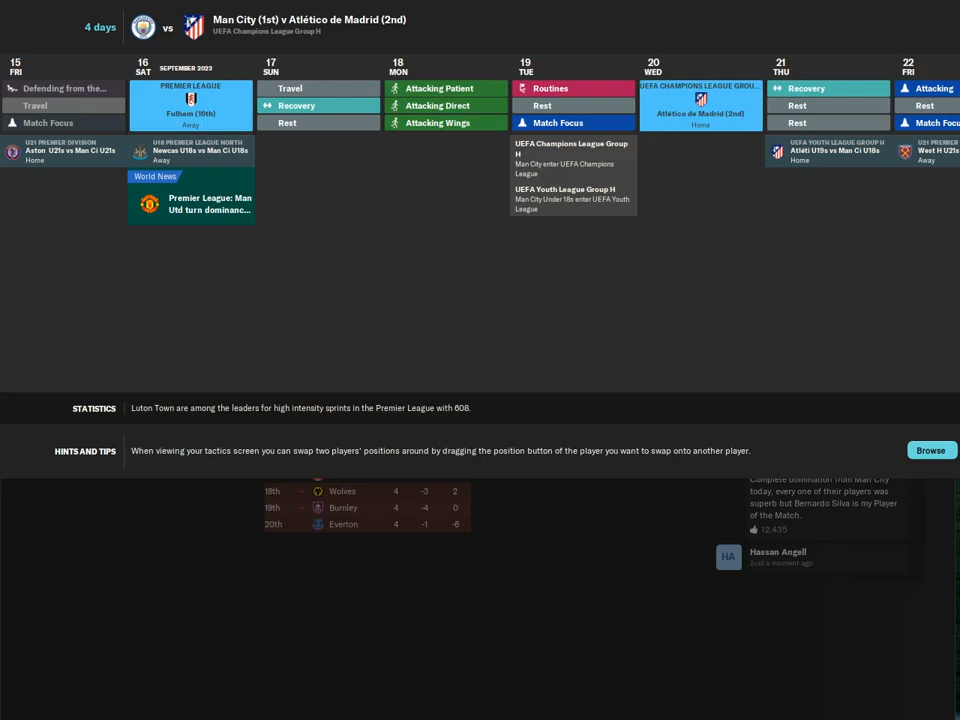 4 days
vs
Man City (1st) v Atlético de Madrid (2nd)
UEFA Champions League Group H
15
FRI
16
SAT
SEPTEMBER 2023
17
SUN
18
MON
19
TUE
20
WED
21
THU
22
FRI
Defending from the...
Travel
Match Focus
PREMIER LEAGUE
Fulham (16th)
Away
Travel
Recovery
Rest
Attacking Patient
Attacking Direct
Attacking Wings
Routines
Rest
Match Focus
UEFA CHAMPIONS LEAGUE GROU...
Atlético de Madrid (2nd)
Home
Recovery
Rest
Rest
Attacking
Rest
Match Focu
U21 PREMIER DIVISION
Aston U21s vs Man Ci U21s
Home
U18 PREMIER LEAGUE NORTH
Newcas U18s vs Man Ci U18s
Away
World News
Premier League: Man
Utd turn dominanc...
UEFA Champions League Group
H
Man City enter UEFA Champions
League
UEFA Youth League Group H
Man City Under 18s enter UEFA Youth
League
UEFA YOUTH LEAGUE GROUP H
Atléti U19s vs Man Ci U18s
Home
U21 PREMIER
West H U21s
Away
STATISTICS
Luton Town are among the leaders for high intensity sprints in the Premier League with 608.
HINTS AND TIPS
When viewing your tactics screen you can swap two players' positions around by dragging the position button of the player you want to swap onto another player.
Browse
18th Wolves 4 -3 2
19th Burnley 4 -4 0
20th Everton 4 -1 -6
Complete domination from Man City
today, every one of their players was
superb but Bernardo Silva is my Player
of the Match.
12,435
HA
Hassan Angell
Just a moment ago